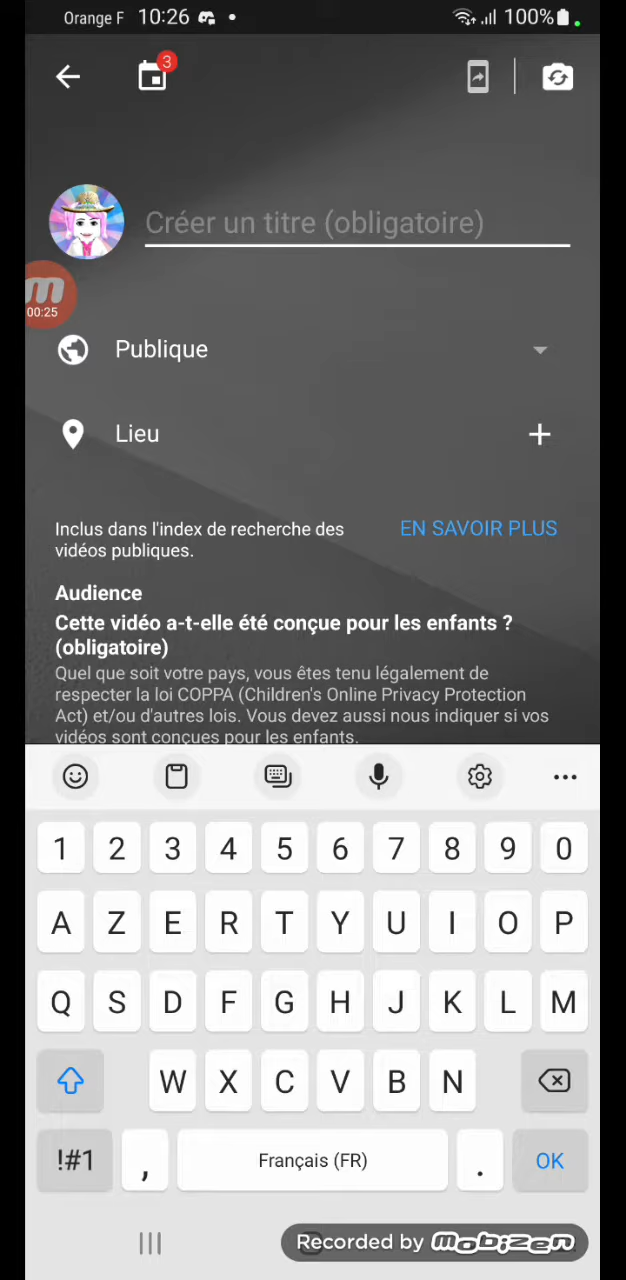 Orange F 10:26 100%
3
Créer un titre (obligatoire)
m
00:25
Publique
Lieu
Inclus dans l'index de recherche des
vidéos publiques.
EN SAVOIR PLUS
Audience
Cette vidéo a-t-elle été conçue pour les enfants ?
(obligatoire)
Quel que soit votre pays, vous êtes tenu légalement de
respecter la loi COPPA (Children's Online Privacy Protection
Act) et/ou d'autres lois. Vous devez aussi nous indiquer si vos
vidéos sont conçues pour les enfants.
1 2 3 4 5 6 7 8 9 0
A Z E R T Y U I O P
Q S D F G H J K L M
W X C V B N
!#1 , Français (FR) . OK
Recorded by mobizen